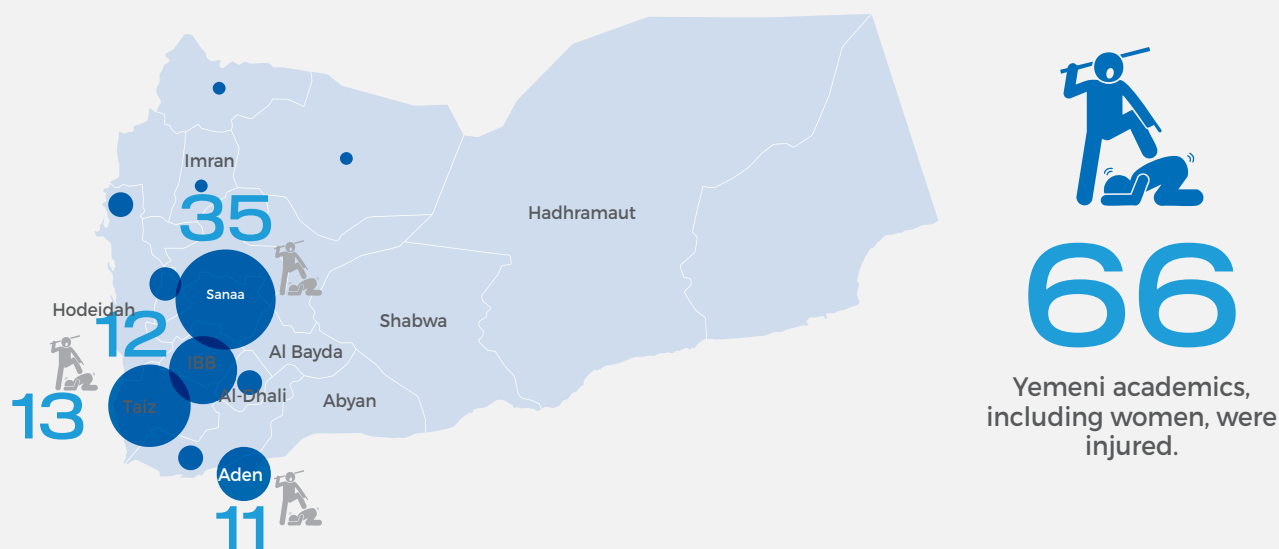 Imran
35
Hadhramaut
Sanaa
Hodeidah
12
Shabwa
IBB
Al Bayda
Al-Dhali
Abyan
Taiz
13
Aden
11
66
Yemeni academics,
including women, were
injured.